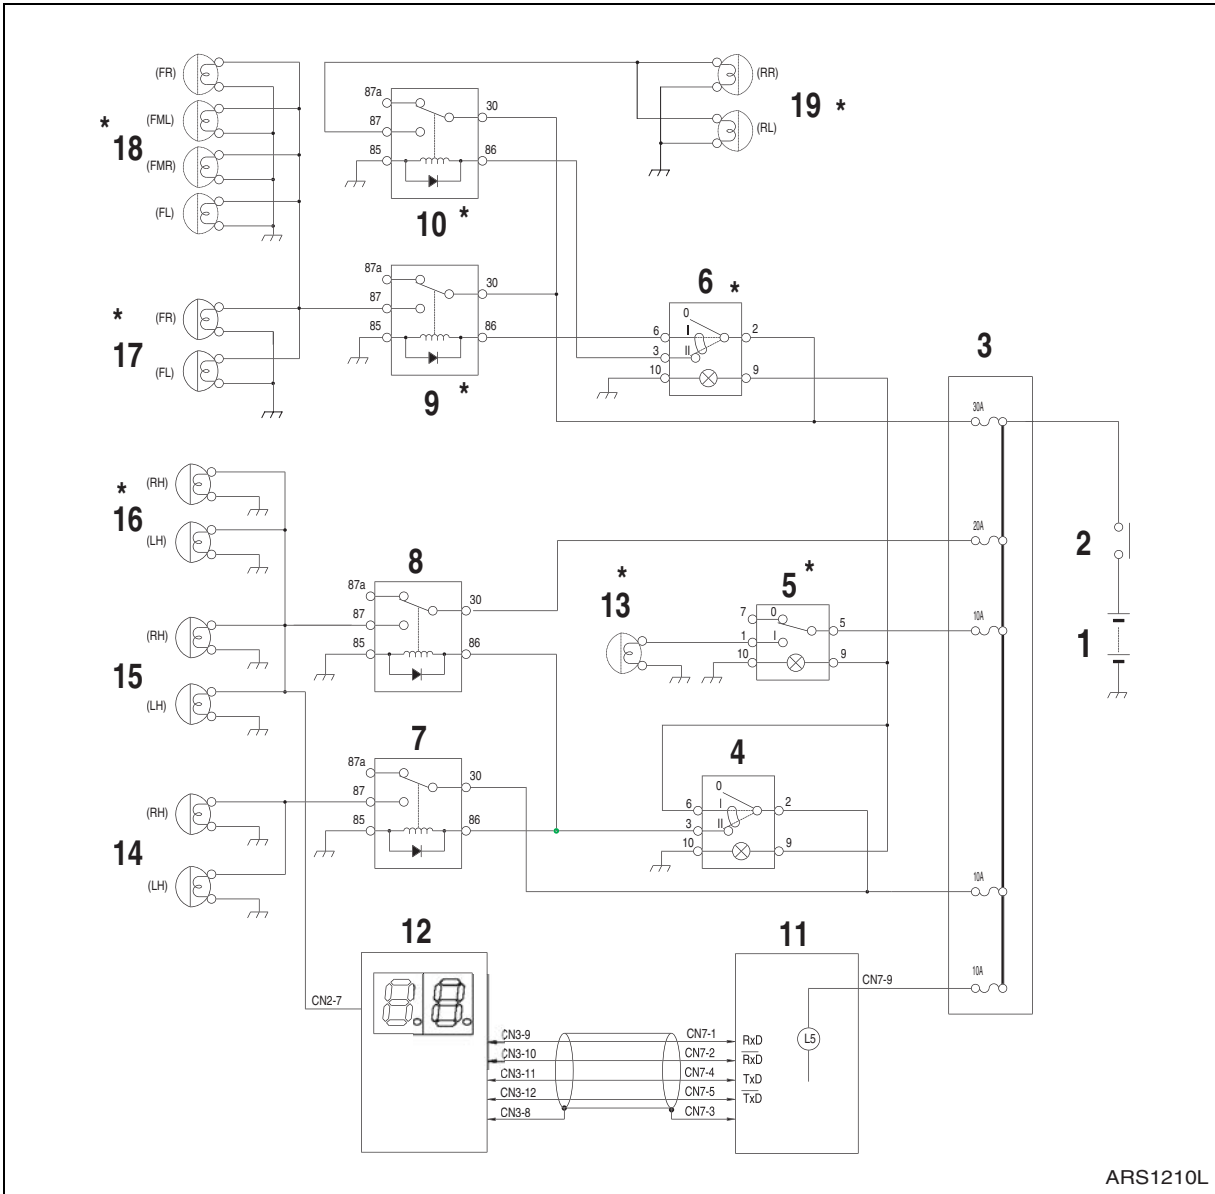 (FR)
(FML)
(FMR)
(FL)
*
18
87a
87
85
30
86
10 *
(RR)
(RL)
19 *
(FR)
(FL)
*
17
87a
87
85
30
86
9 *
6 *
0
I
II
6
3
10
2
9
3
30A
20A
10A
10A
10A
2
1
(RH)
(LH)
*
16
(RH)
(LH)
15
8
87a
87
85
30
86
*
13
5 *
7
1
10
0
I
5
9
7
87a
87
85
30
86
4
0
I
II
6
3
10
2
9
(RH)
(LH)
14
12
CN2-7
8.8.
11
CN7-9
L5
CN3-9 CN7-1 RxD
CN3-10 CN7-2 RxD
CN3-11 CN7-4 TxD
CN3-12 CN7-5 TxD
CN3-8 CN7-3
ARS1210L